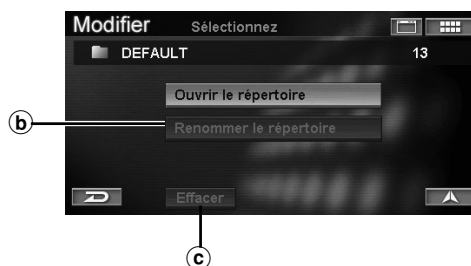 Modifier Sélectionnez
DEFAULT 13
Ouvrir le répertoire
b Renommer le répertoire
Effacer
c